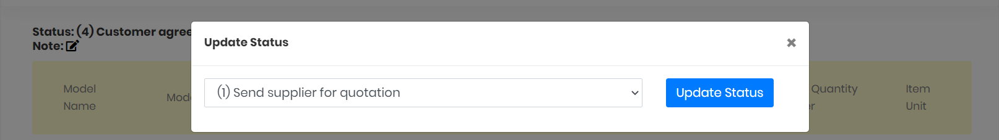 Status: (4) Customer agree
Note:
Update Status
×
(1) Send supplier for quotation
Update Status
Model
Name
Quantity
Item
Unit